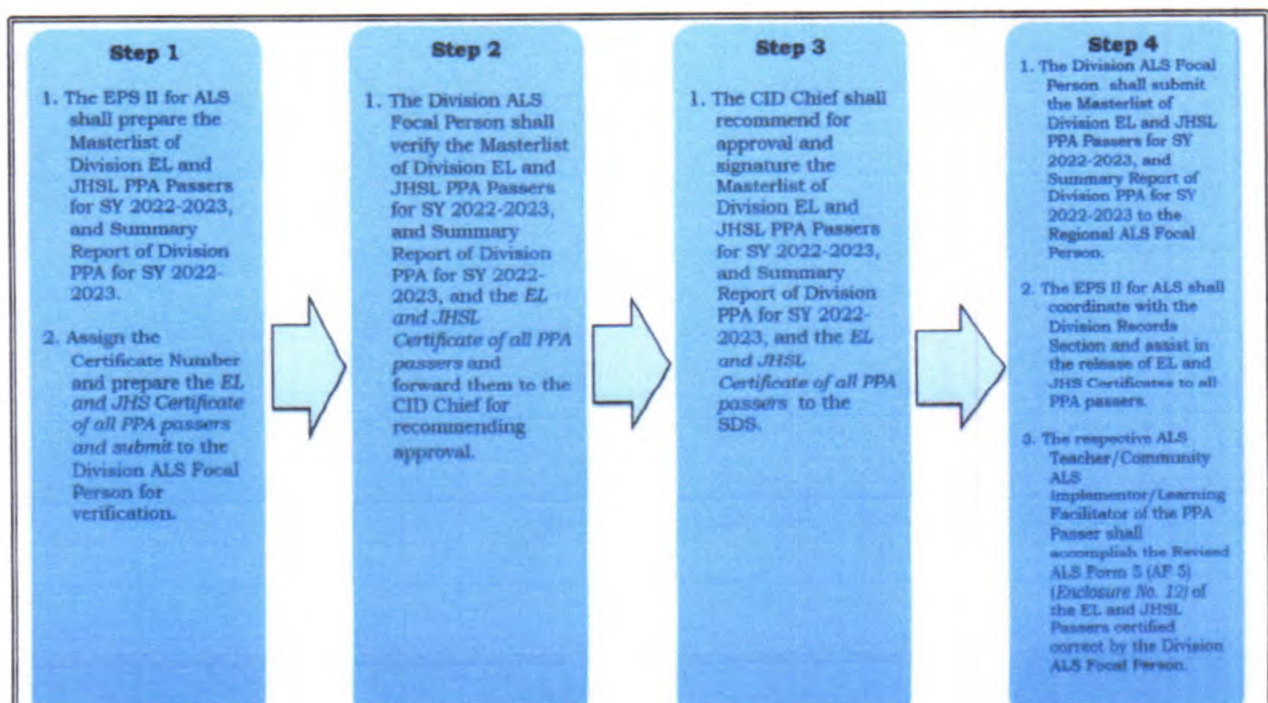 Step 1
1. The EPS II for ALS
shall prepare the
Masterlist of
Division EL and
JHSL PPA Passers
for SY 2022-2023,
and Summary
Report of Division
PPA for SY 2022-
2023.
2. Assign the
Certificate Number
and prepare the EL
and JHS Certificate
of all PPA passers
and submit to the
Division ALS Focal
Person for
verification.
Step 2
1. The Division ALS
Focal Person shall
verify the Masterlist
of Division EL and
JHSL PPA Passers
for SY 2022-2023,
and Summary
Report of Division
PPA for SY 2022-
2023, and the EL
and JHSL
Certificate of all PPA
passers and
forward them to the
CID Chief for
recommending
approval.
Step 3
1. The CID Chief shall
recommend for
approval and
signature the
Masterlist of
Division EL and
JHSL PPA Passers
for SY 2022-2023,
and Summary
Report of Division
PPA for SY 2022-
2023, and the EL
and JHSL
Certificate of all PPA
passers to the
SDS.
Step 4
1. The Division ALS Focal
Person shall submit
the Masterlist of
Division EL and JHSL
PPA Passers for SY
2022-2023, and
Summary Report of
Division PPA for SY
2022-2023 to the
Regional ALS Focal
Person.
2. The EPS II for ALS shall
coordinate with the
Division Records
Section and assist in
the release of EL and
JHS Certificates to all
PPA passers.
3. The respective ALS
Teacher/Community
ALS
Implementor/Learning
Facilitator of the PPA
Passer shall
accomplish the Revised
ALS Form 5 (AF 5)
(Enclosure No. 12) of
the EL and JHSL
Passers certified
correct by the Division
ALS Focal Person.